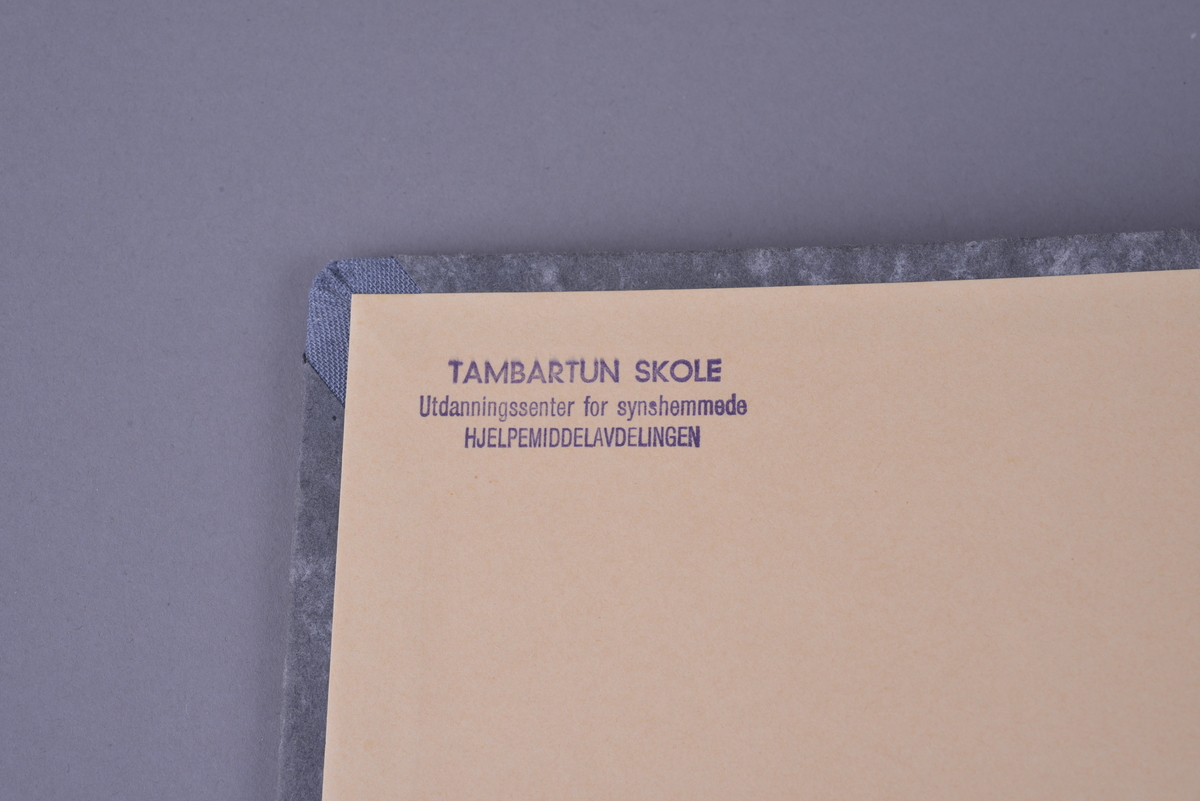 TAMBARTUN SKOLE
Utdanningssenter for synshemmede
HJELPEMIDDELAVDELINGEN